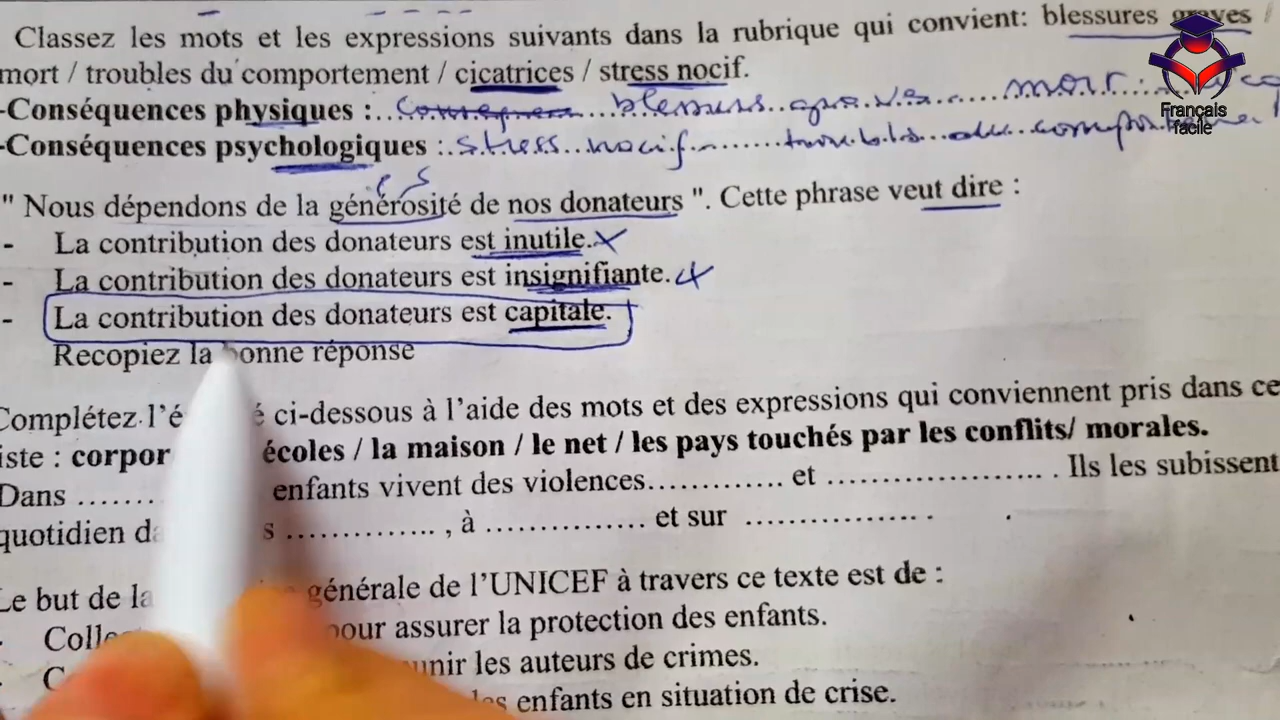 Classez les mots et les expressions suivants dans la rubrique qui convient: blessures graves /
mort / troubles du comportement / cicatrices / stress nocif.
-Conséquences physiques : blessures graves mort
-Conséquences psychologiques : stress nocif troubles du comportement
" Nous dépendons de la générosité de nos donateurs ". Cette phrase veut dire :
- La contribution des donateurs est inutile. X
- La contribution des donateurs est insignifiante. X
- La contribution des donateurs est capitale.
Recopiez la bonne réponse
Complétez l'é é ci-dessous à l'aide des mots et des expressions qui conviennent pris dans ce
iste : corpor écoles / la maison / le net / les pays touchés par les conflits/ morales.
Dans ........ enfants vivent des violences............. et ..................... . Ils les subissent
quotidien da s .............. , à ............... et sur ................. .
Le but de la générale de l'UNICEF à travers ce texte est de :
- Colle pour assurer la protection des enfants.
- C unir les auteurs de crimes.
les enfants en situation de crise.
Français
facile